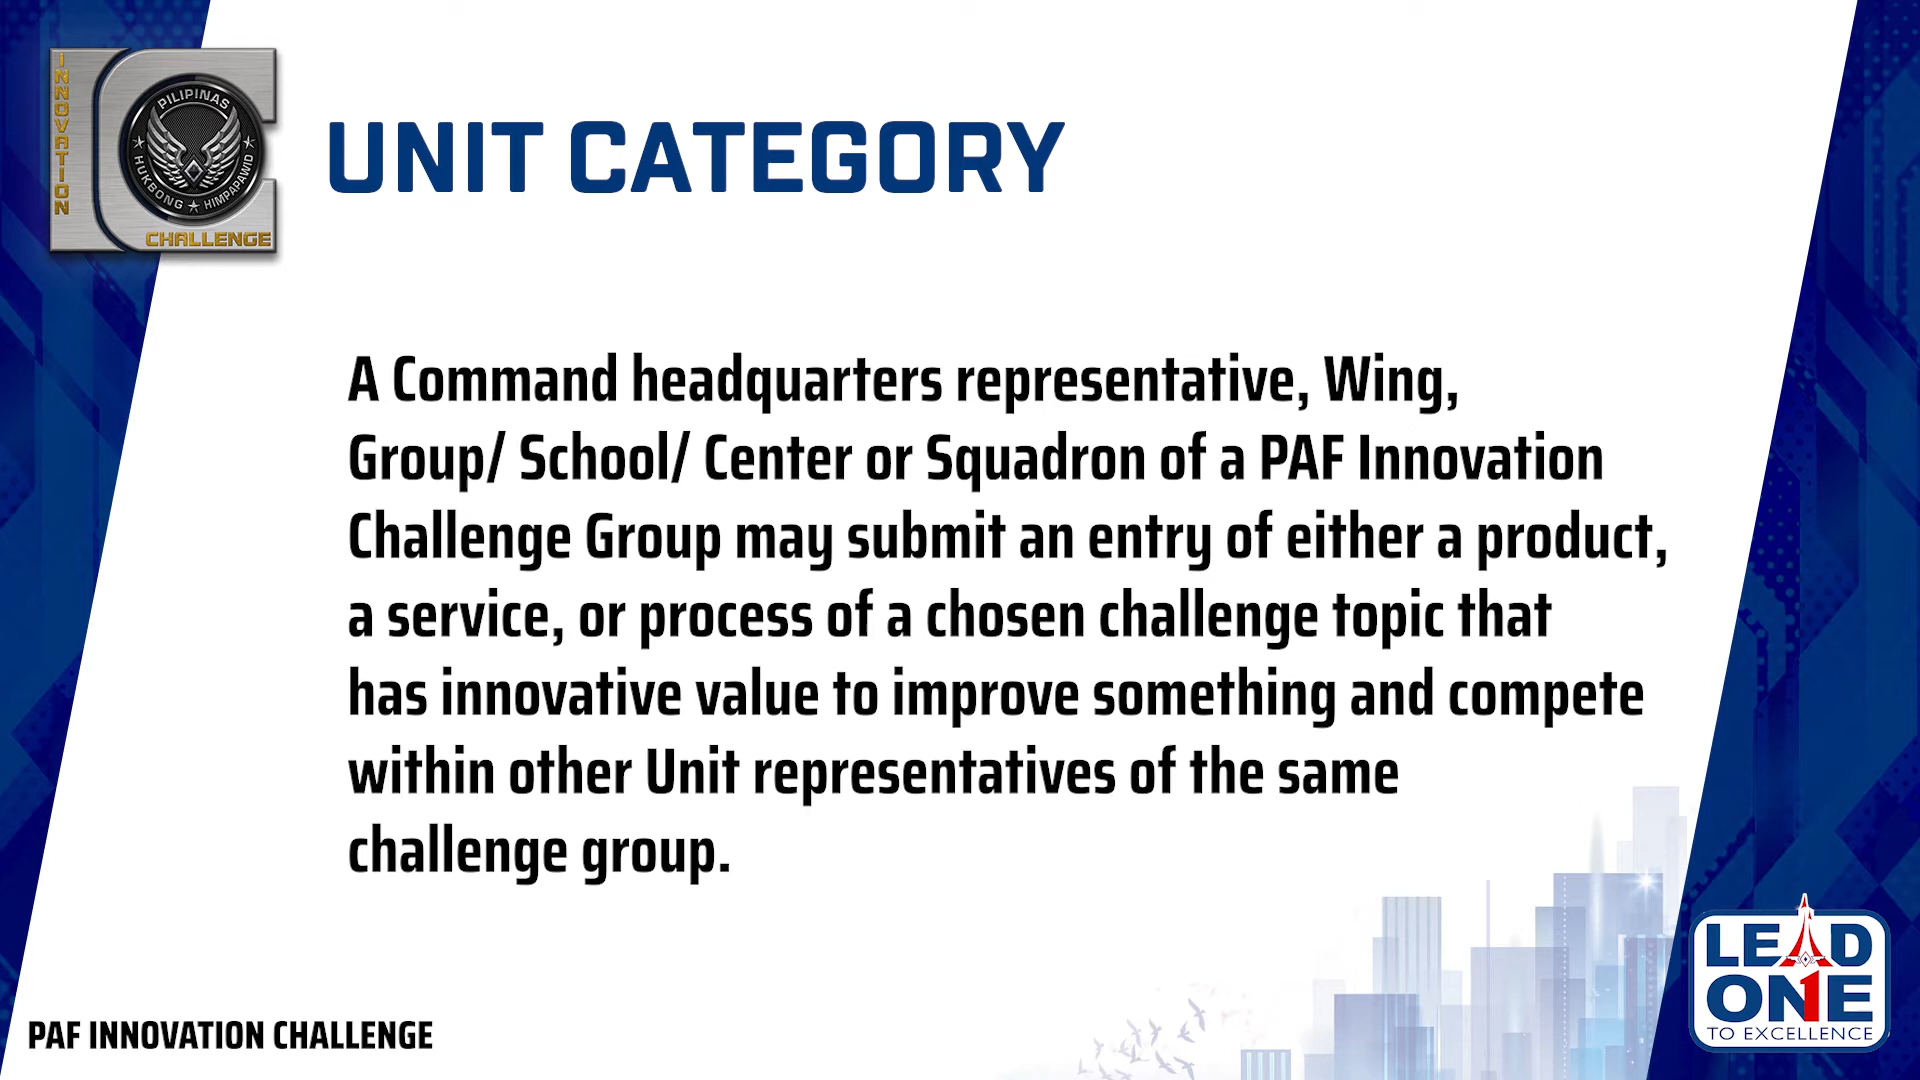 INNOVATION
PILIPINAS
HUKBONG ★ HIMPAPAWID
CHALLENGE
UNIT CATEGORY
A Command headquarters representative, Wing,
Group/ School/ Center or Squadron of a PAF Innovation
Challenge Group may submit an entry of either a product,
a service, or process of a chosen challenge topic that
has innovative value to improve something and compete
within other Unit representatives of the same
challenge group.
PAF INNOVATION CHALLENGE
LEAD
ONE
TO EXCELLENCE